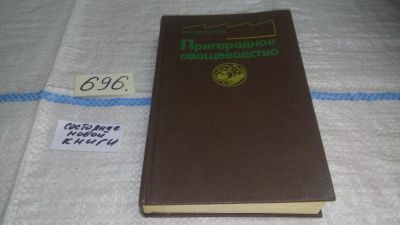 696.
состояние
новой
книги
Пригородное
овощеводство